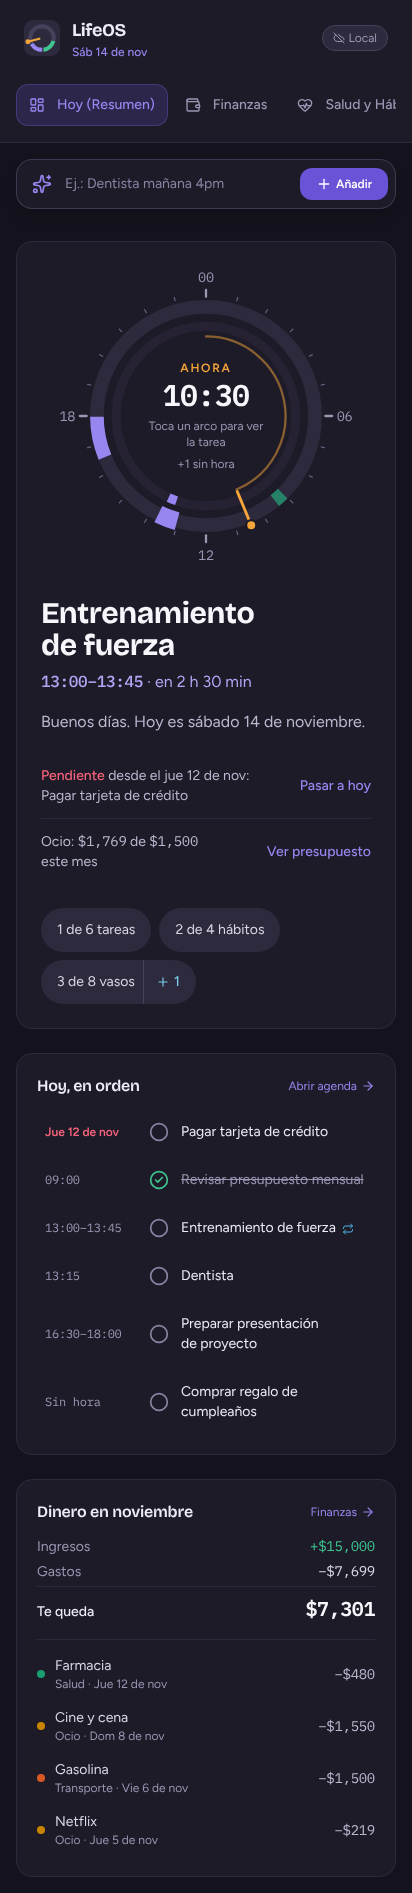 LifeOS
Sáb 14 de nov
Local
Hoy (Resumen)
Finanzas
Salud y Háb
Ej.: Dentista mañana 4pm
+ Añadir
00
AHORA
10:30
18
06
Toca un arco para ver
la tarea
+1 sin hora
12
Entrenamiento
de fuerza
13:00–13:45 · en 2 h 30 min
Buenos días. Hoy es sábado 14 de noviembre.
Pendiente desde el jue 12 de nov:
Pagar tarjeta de crédito
Pasar a hoy
Ocio: $1,769 de $1,500
este mes
Ver presupuesto
1 de 6 tareas
2 de 4 hábitos
3 de 8 vasos
+ 1
Hoy, en orden
Abrir agenda →
Jue 12 de nov
Pagar tarjeta de crédito
09:00
Revisar presupuesto mensual
13:00–13:45
Entrenamiento de fuerza
13:15
Dentista
16:30–18:00
Preparar presentación
de proyecto
Sin hora
Comprar regalo de
cumpleaños
Dinero en noviembre
Finanzas →
Ingresos
+$15,000
Gastos
−$7,699
Te queda
$7,301
Farmacia
Salud · Jue 12 de nov
−$480
Cine y cena
Ocio · Dom 8 de nov
−$1,550
Gasolina
Transporte · Vie 6 de nov
−$1,500
Netflix
Ocio · Jue 5 de nov
−$219